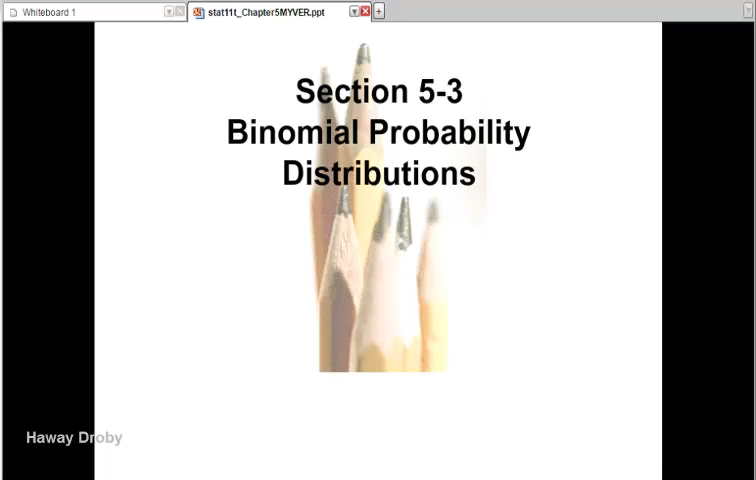 Whiteboard 1
stat11t_Chapter5MYVER.ppt
Section 5-3
Binomial Probability
Distributions
Haway Droby